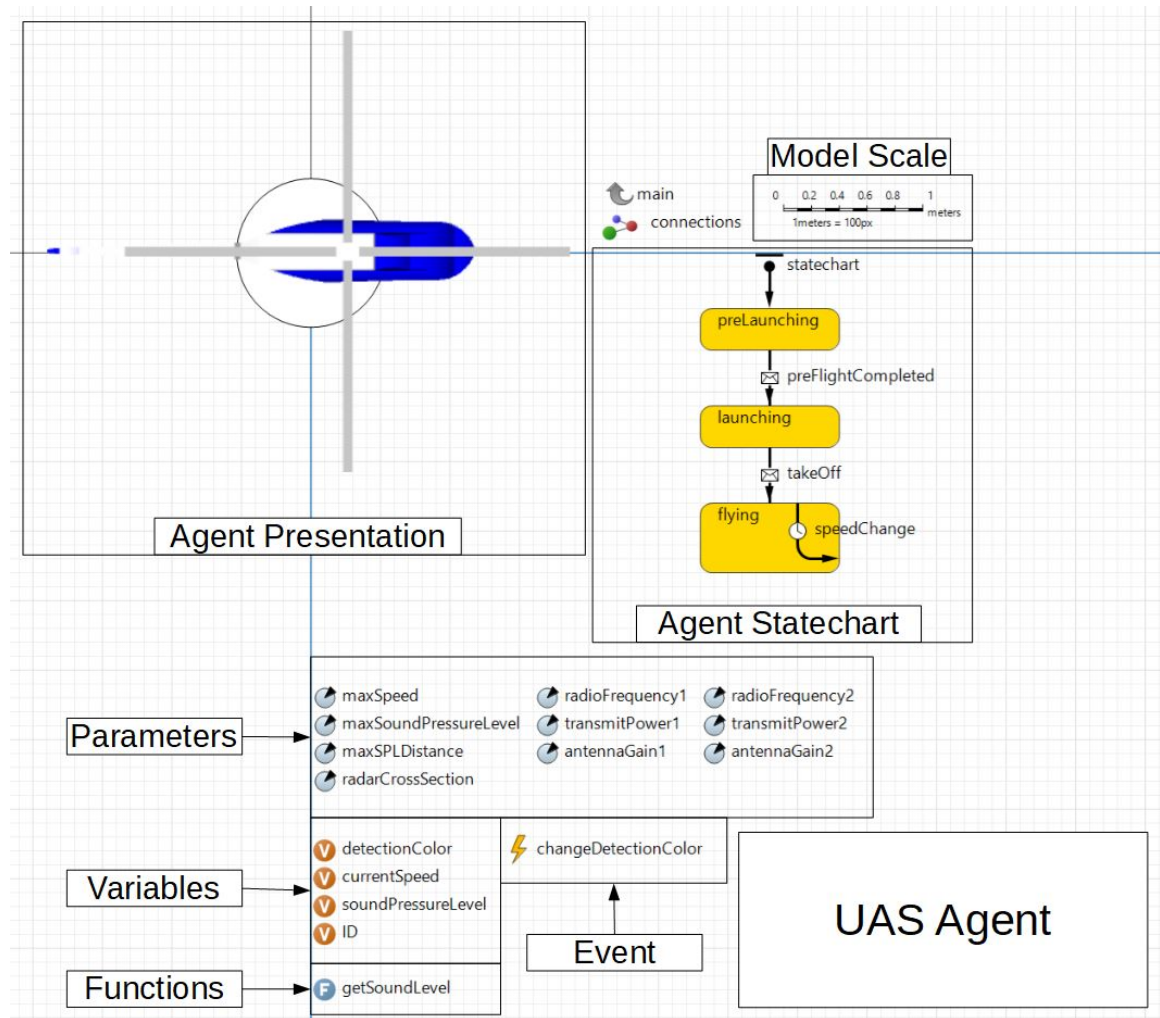 Model Scale
main
connections
0 0.2 0.4 0.6 0.8 1
meters
1meters = 100px
statechart
preLaunching
preFlightCompleted
launching
takeOff
flying
speedChange
Agent Presentation
Agent Statechart
Parameters
maxSpeed radioFrequency1 radioFrequency2
maxSoundPressureLevel transmitPower1 transmitPower2
maxSPLDistance antennaGain1 antennaGain2
radarCrossSection
Variables
detectionColor
currentSpeed
soundPressureLevel
ID
changeDetectionColor
Event
Functions
getSoundLevel
UAS Agent